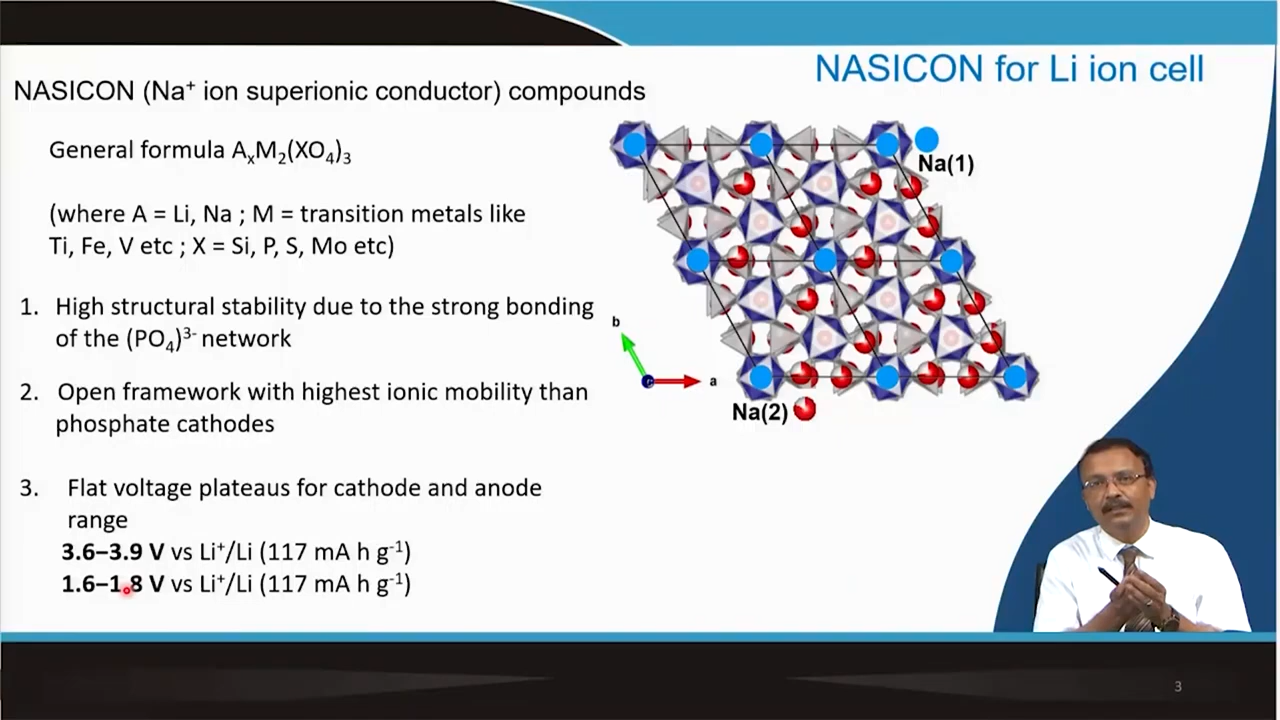 NASICON for Li ion cell
NASICON (Na⁺ ion superionic conductor) compounds
General formula AₓM₂(XO₄)₃
(where A = Li, Na ; M = transition metals like
Ti, Fe, V etc ; X = Si, P, S, Mo etc)
1. High structural stability due to the strong bonding
of the (PO₄)³⁻ network
2. Open framework with highest ionic mobility than
phosphate cathodes
3. Flat voltage plateaus for cathode and anode
range
3.6–3.9 V vs Li⁺/Li (117 mA h g⁻¹)
1.6–1.8 V vs Li⁺/Li (117 mA h g⁻¹)
Na(1)
b
a
Na(2)
3